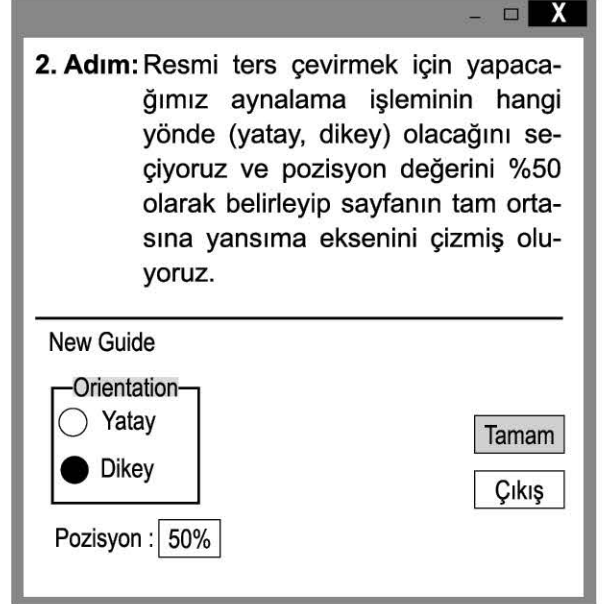 X
2. Adım: Resmi ters çevirmek için yapaca-
ğımız aynalama işleminin hangi
yönde (yatay, dikey) olacağını se-
çiyoruz ve pozisyon değerini %50
olarak belirleyip sayfanın tam orta-
sına yansıma eksenini çizmiş olu-
yoruz.
New Guide
Orientation
Yatay
Dikey
Tamam
Çıkış
Pozisyon : 50%